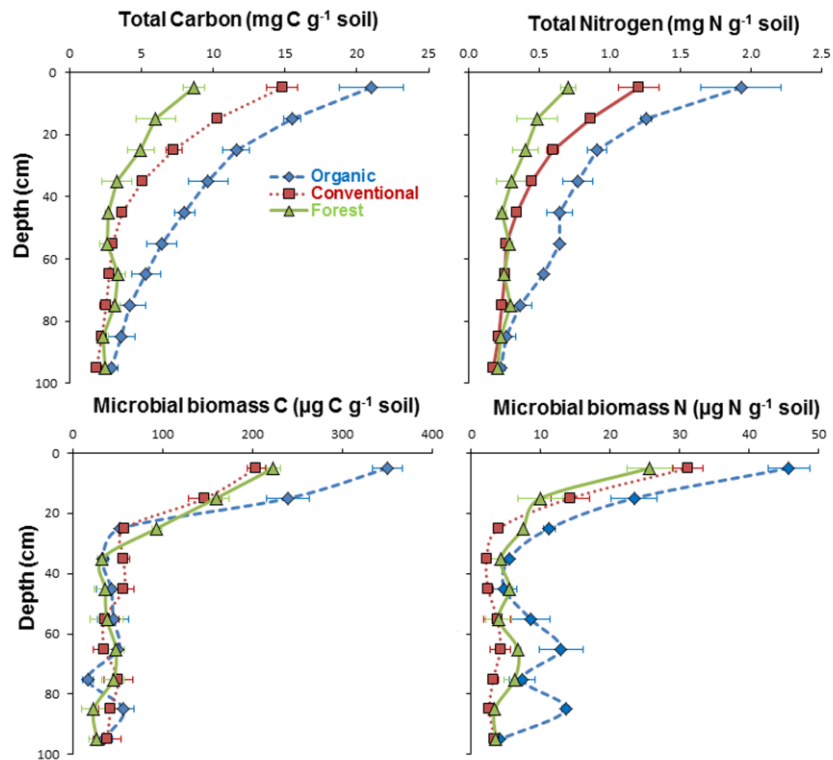 Total Carbon (mg C g-1 soil)
Total Nitrogen (mg N g-1 soil)
0 5 10 15 20 25
0.0 0.5 1.0 1.5 2.0 2.5
Depth (cm)
0
20
40
60
80
100
Organic
Conventional
Forest
Microbial biomass C (µg C g-1 soil)
Microbial biomass N (µg N g-1 soil)
0 100 200 300 400
0 10 20 30 40 50
Depth (cm)
0
20
40
60
80
100